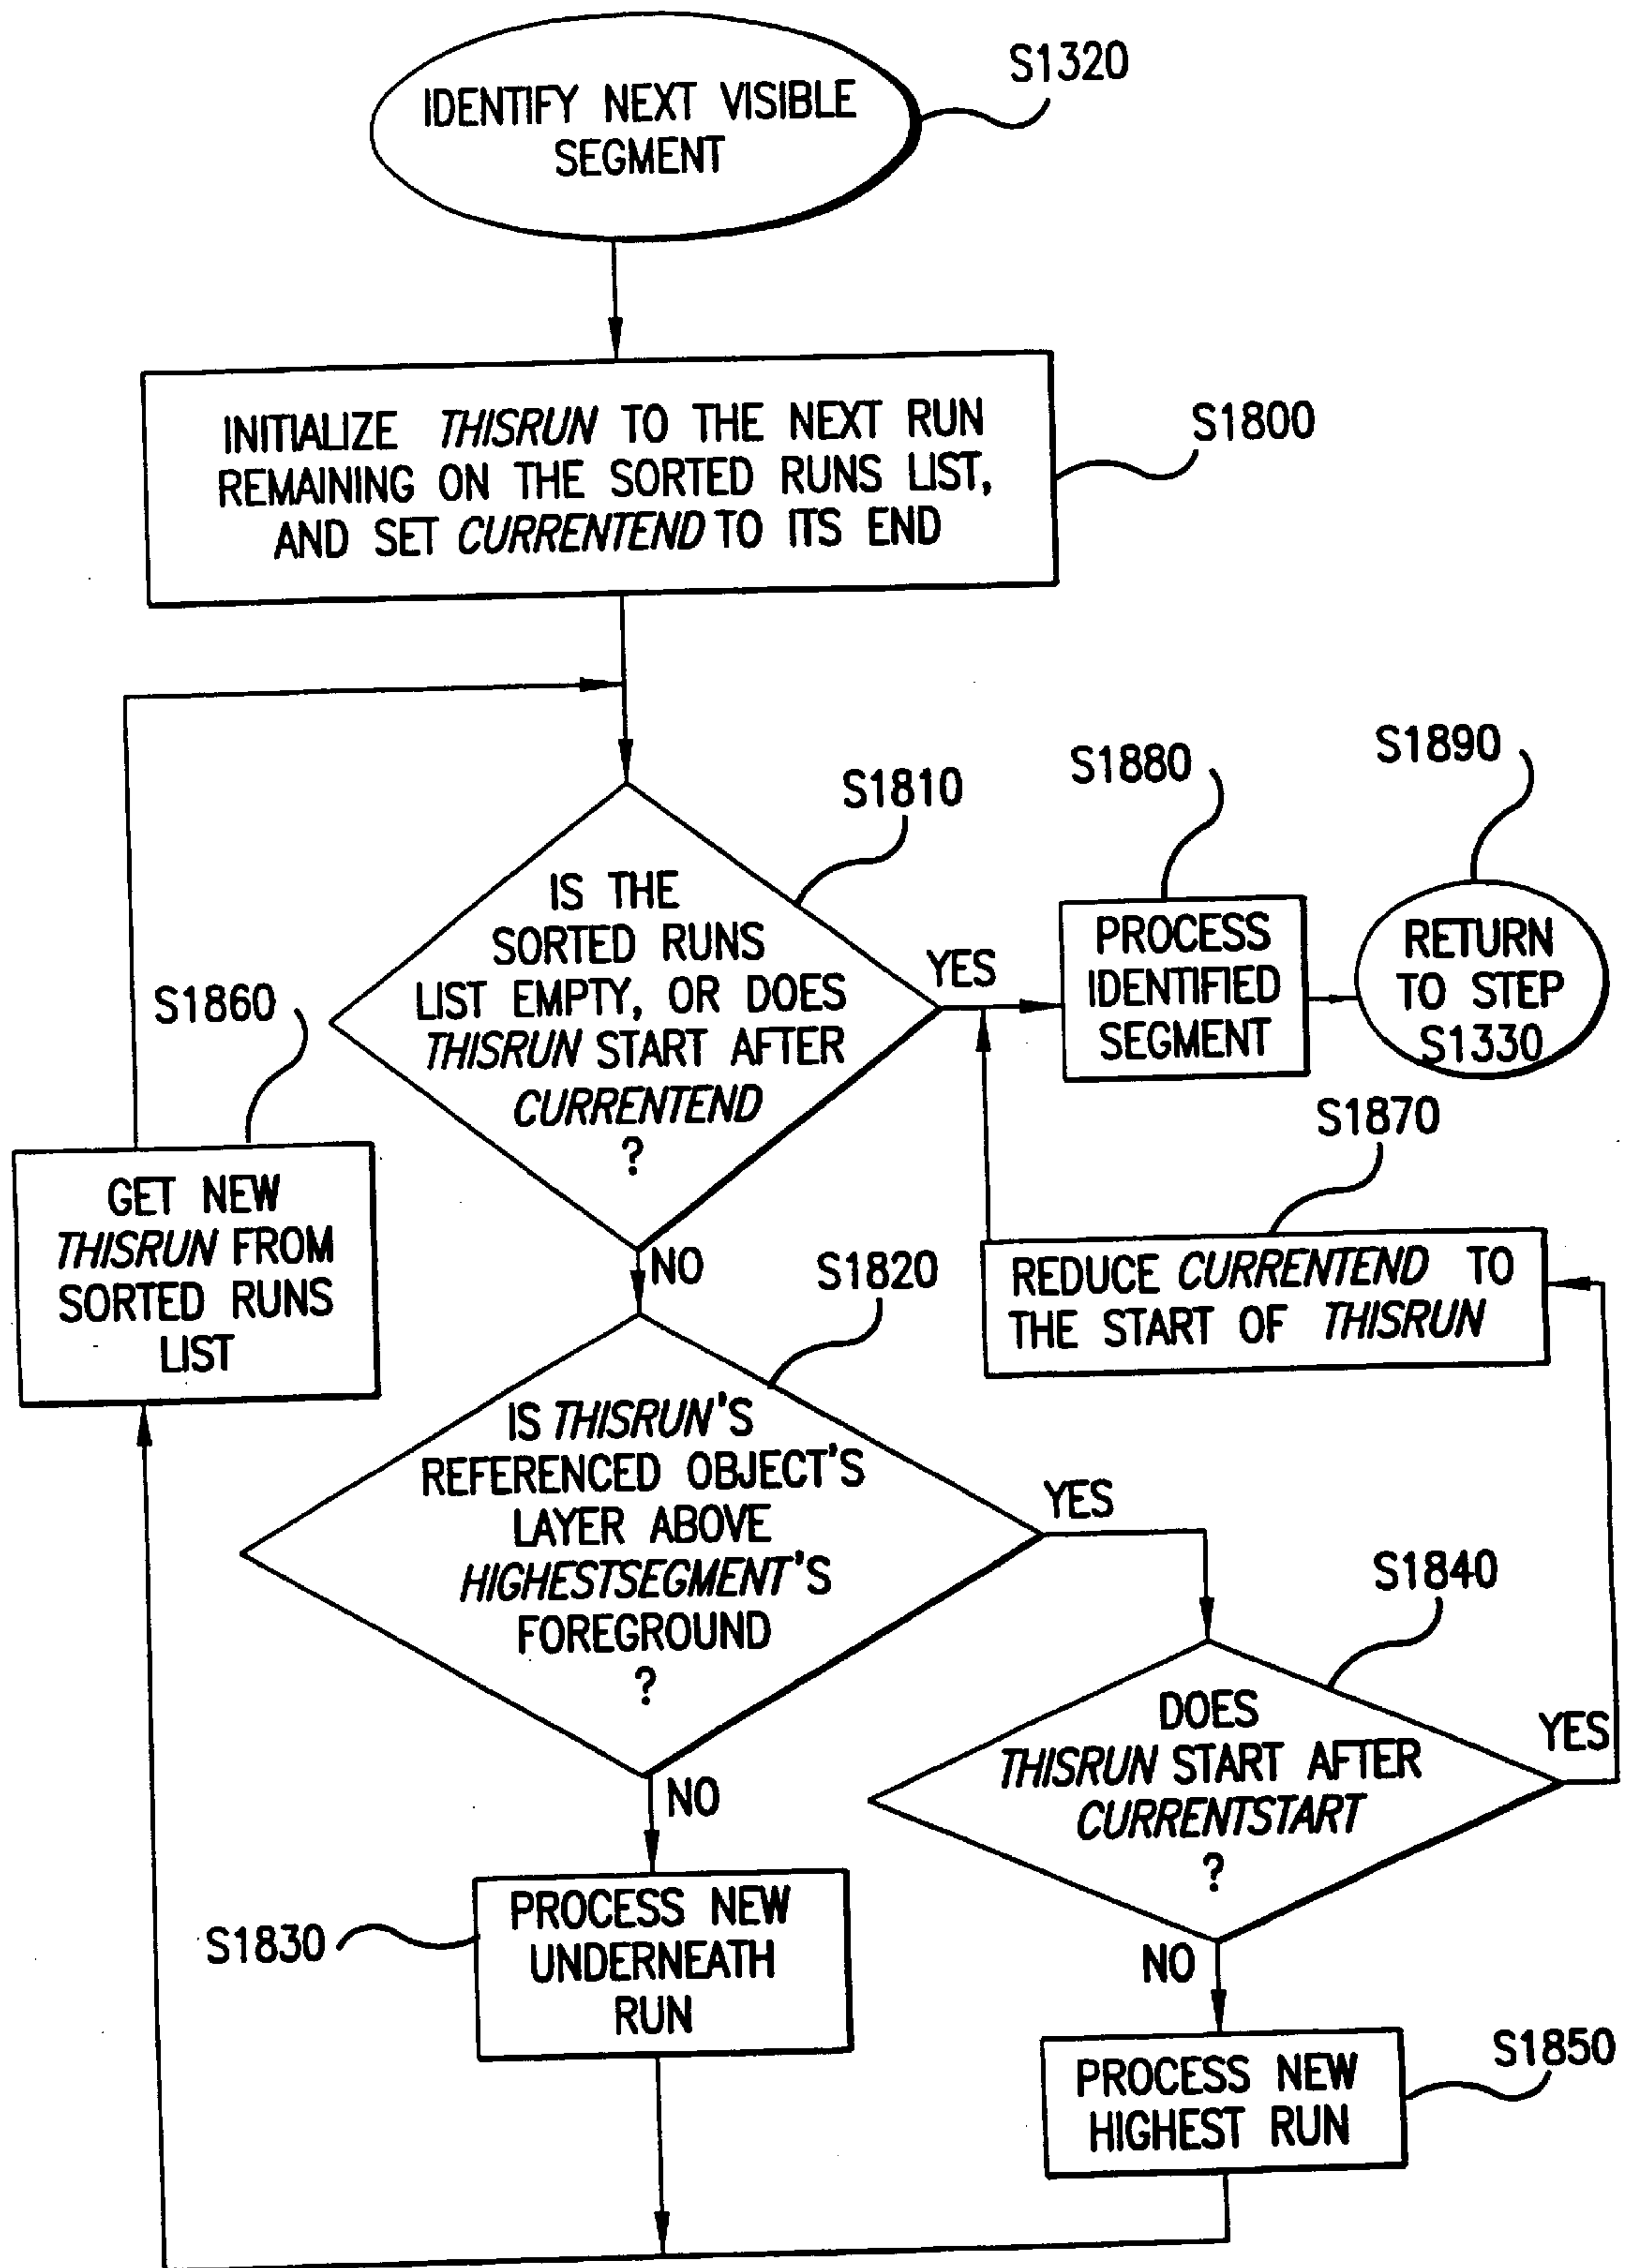 IDENTIFY NEXT VISIBLE
SEGMENT
S1320
INITIALIZE THISRUN TO THE NEXT RUN
REMAINING ON THE SORTED RUNS LIST,
AND SET CURRENTEND TO ITS END
S1800
IS THE
SORTED RUNS
LIST EMPTY, OR DOES
THISRUN START AFTER
CURRENTEND
?
S1810
YES
NO
PROCESS
IDENTIFIED
SEGMENT
S1880
RETURN
TO STEP
S1330
S1890
S1860
GET NEW
THISRUN FROM
SORTED RUNS
LIST
S1870
REDUCE CURRENTEND TO
THE START OF THISRUN
S1820
IS THISRUN'S
REFERENCED OBJECT'S
LAYER ABOVE
HIGHESTSEGMENT'S
FOREGROUND
?
YES
NO
S1840
DOES
THISRUN START AFTER
CURRENTSTART
?
YES
NO
S1830
PROCESS NEW
UNDERNEATH
RUN
PROCESS NEW
HIGHEST RUN
S1850